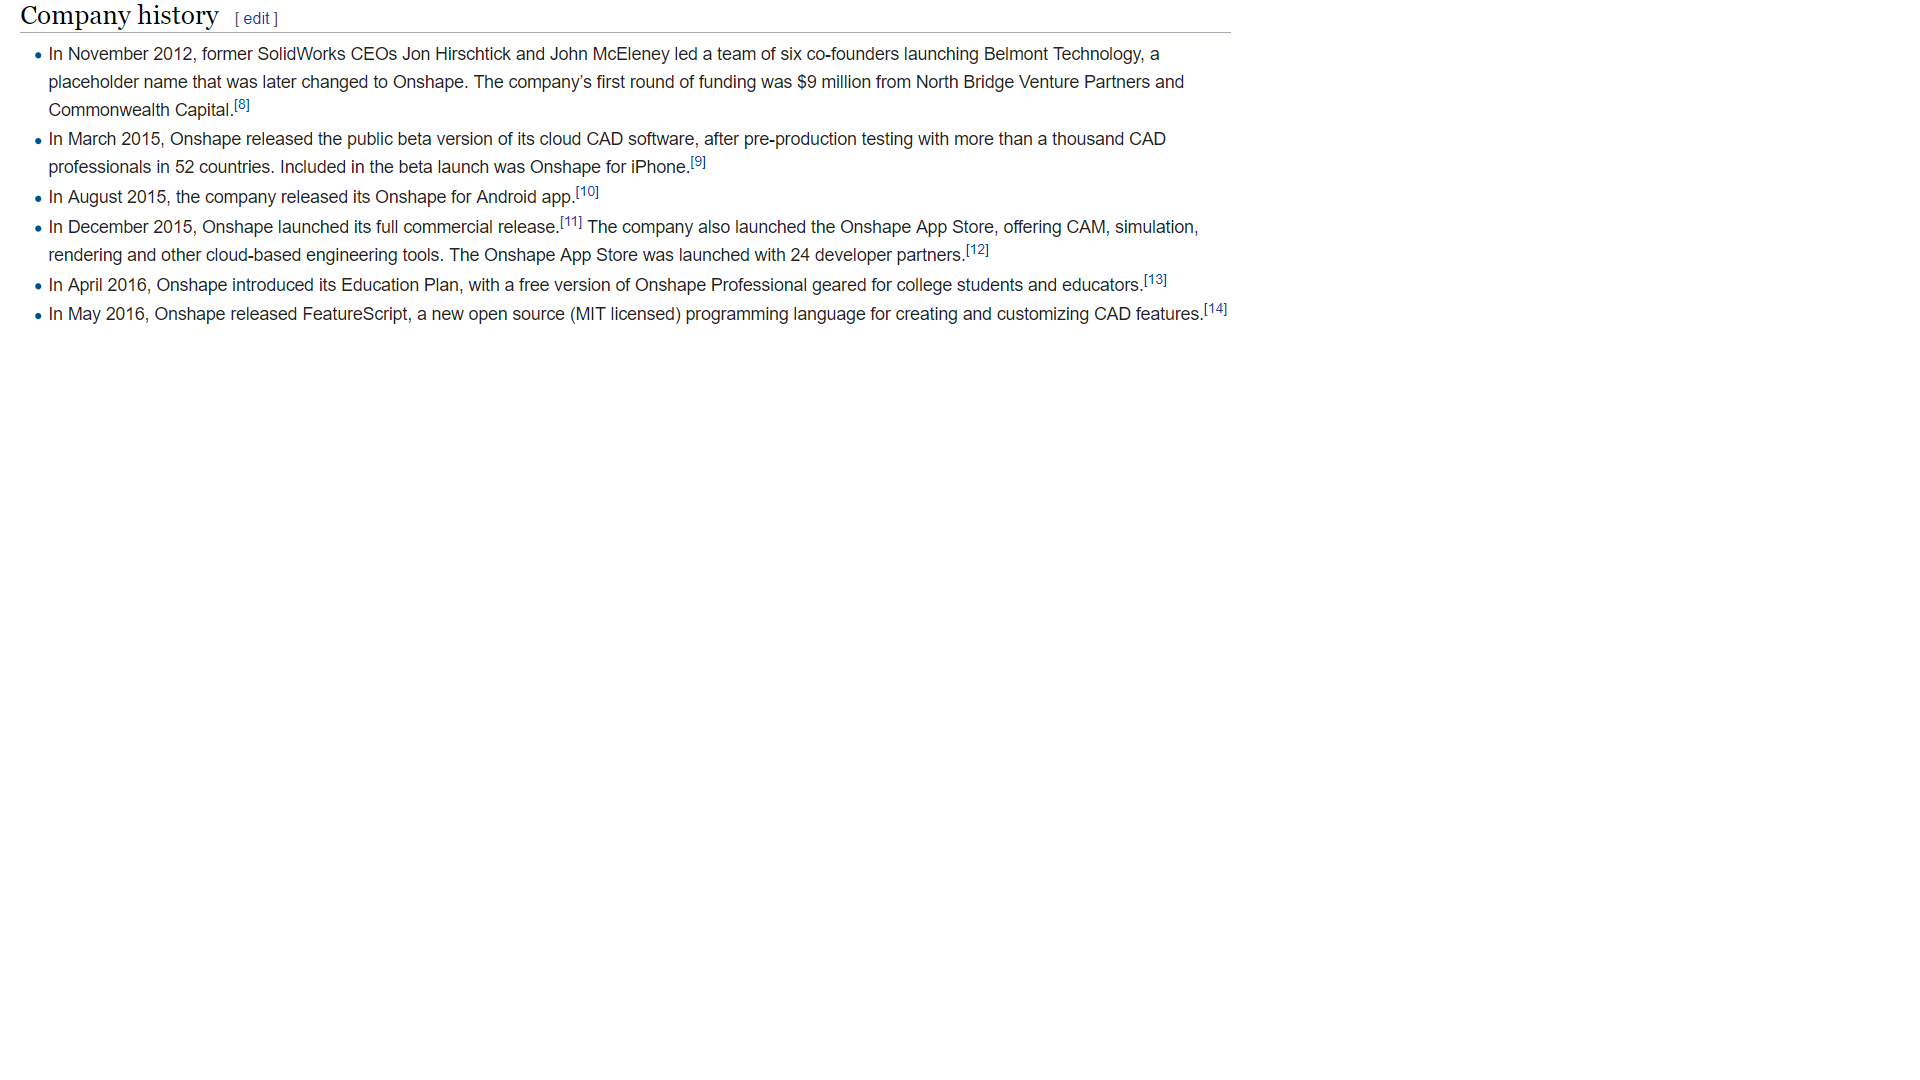 Company history [ edit ]
• In November 2012, former SolidWorks CEOs Jon Hirschtick and John McEleney led a team of six co-founders launching Belmont Technology, a
placeholder name that was later changed to Onshape. The company’s first round of funding was $9 million from North Bridge Venture Partners and
Commonwealth Capital.[8]
• In March 2015, Onshape released the public beta version of its cloud CAD software, after pre-production testing with more than a thousand CAD
professionals in 52 countries. Included in the beta launch was Onshape for iPhone.[9]
• In August 2015, the company released its Onshape for Android app.[10]
• In December 2015, Onshape launched its full commercial release.[11] The company also launched the Onshape App Store, offering CAM, simulation,
rendering and other cloud-based engineering tools. The Onshape App Store was launched with 24 developer partners.[12]
• In April 2016, Onshape introduced its Education Plan, with a free version of Onshape Professional geared for college students and educators.[13]
• In May 2016, Onshape released FeatureScript, a new open source (MIT licensed) programming language for creating and customizing CAD features.[14]